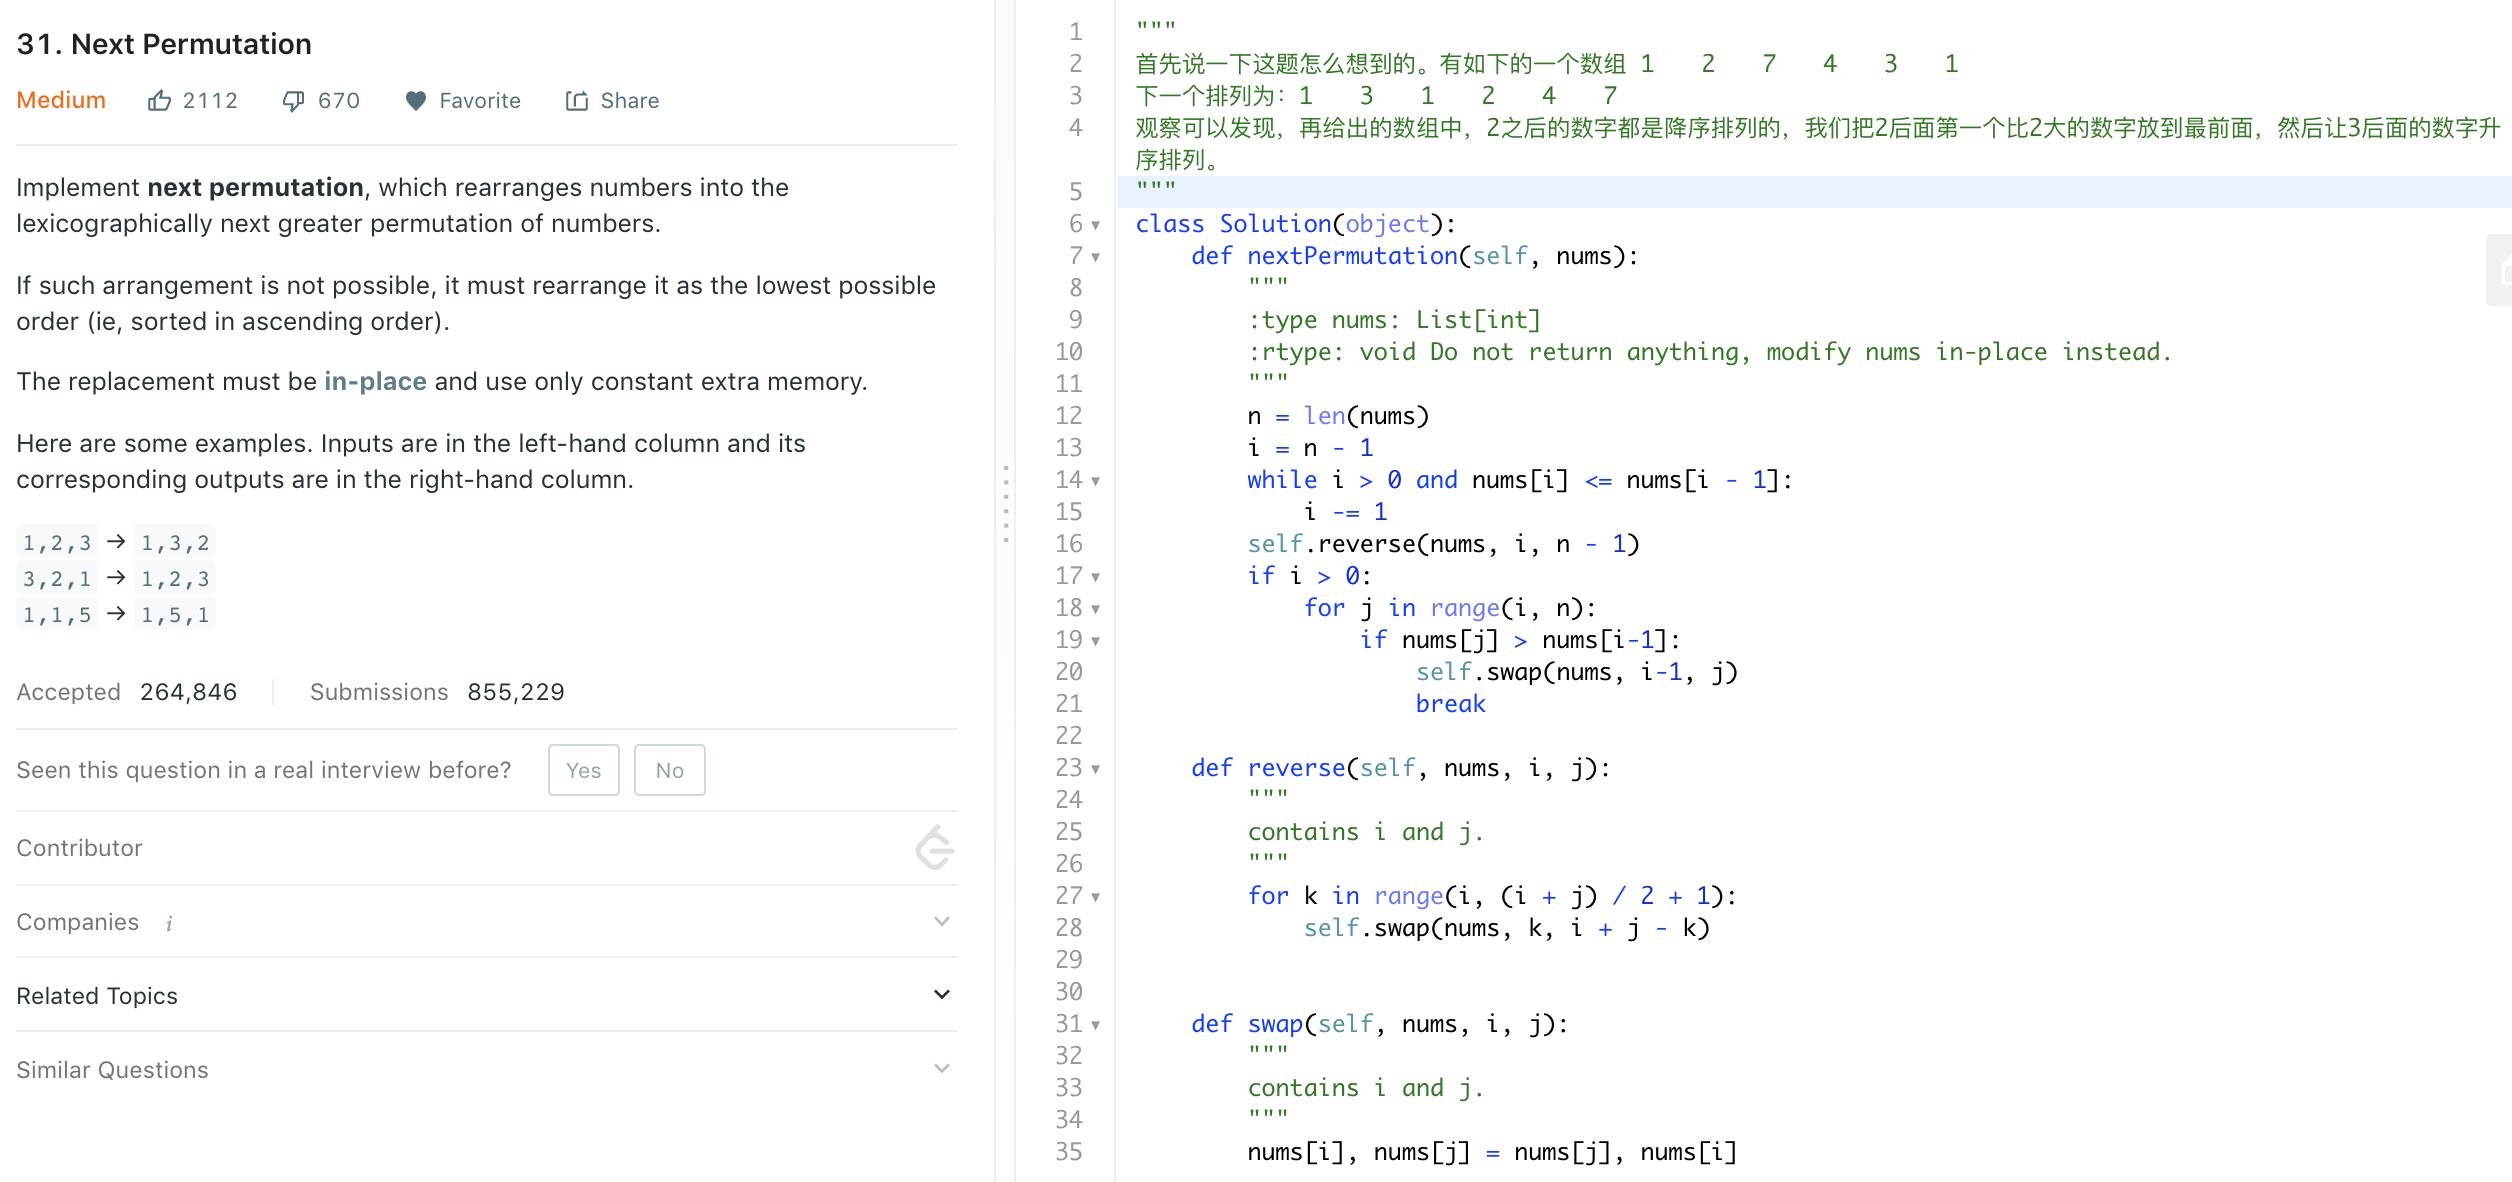 31. Next Permutation
Medium 2112 670 Favorite Share
Implement next permutation, which rearranges numbers into the
lexicographically next greater permutation of numbers.
If such arrangement is not possible, it must rearrange it as the lowest possible
order (ie, sorted in ascending order).
The replacement must be in-place and use only constant extra memory.
Here are some examples. Inputs are in the left-hand column and its
corresponding outputs are in the right-hand column.
1,2,3 → 1,3,2
3,2,1 → 1,2,3
1,1,5 → 1,5,1
Accepted 264,846 Submissions 855,229
Seen this question in a real interview before? Yes No
Contributor
Companies i
Related Topics
Similar Questions
1 """
2 首先说一下这题怎么想到的。有如下的一个数组 1 2 7 4 3 1
3 下一个排列为：1 3 1 2 4 7
4 观察可以发现，再给出的数组中，2之后的数字都是降序排列的，我们把2后面第一个比2大的数字放到最前面，然后让3后面的数字升
序排列。
5 """
6 class Solution(object):
7     def nextPermutation(self, nums):
8         """
9         :type nums: List[int]
10         :rtype: void Do not return anything, modify nums in-place instead.
11         """
12         n = len(nums)
13         i = n - 1
14         while i > 0 and nums[i] <= nums[i - 1]:
15             i -= 1
16         self.reverse(nums, i, n - 1)
17         if i > 0:
18             for j in range(i, n):
19                 if nums[j] > nums[i-1]:
20                     self.swap(nums, i-1, j)
21                     break
22
23     def reverse(self, nums, i, j):
24         """
25         contains i and j.
26         """
27         for k in range(i, (i + j) / 2 + 1):
28             self.swap(nums, k, i + j - k)
29
30
31     def swap(self, nums, i, j):
32         """
33         contains i and j.
34         """
35         nums[i], nums[j] = nums[j], nums[i]